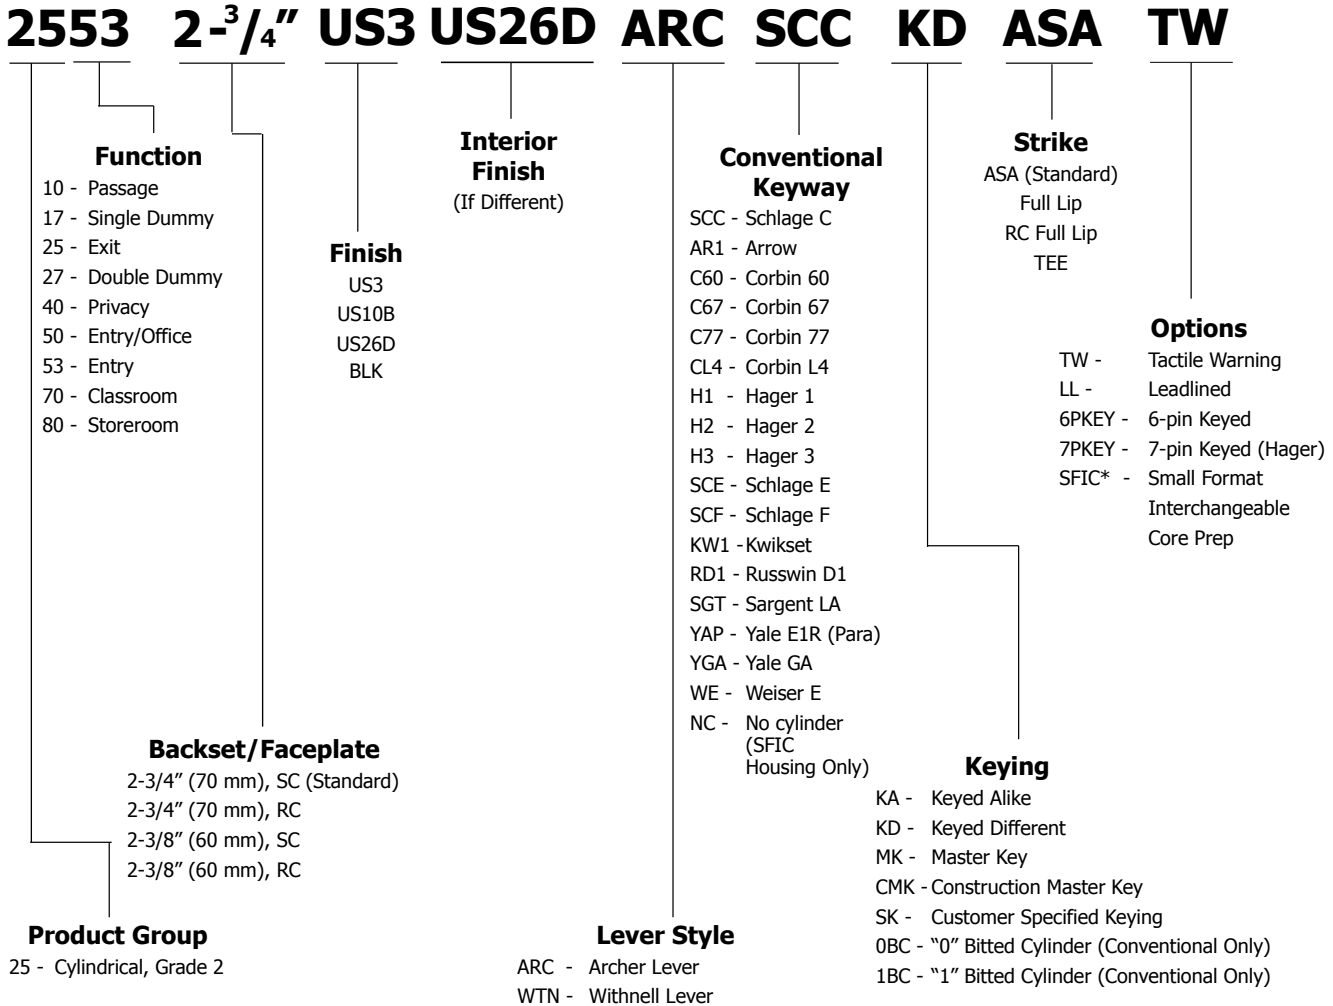 2553 2-3/4” US3 US26D ARC SCC KD ASA TW
Function
10 - Passage
17 - Single Dummy
25 - Exit
27 - Double Dummy
40 - Privacy
50 - Entry/Office
53 - Entry
70 - Classroom
80 - Storeroom
Finish
US3
US10B
US26D
BLK
Interior
Finish
(If Different)
Conventional
Keyway
SCC - Schlage C
AR1 - Arrow
C60 - Corbin 60
C67 - Corbin 67
C77 - Corbin 77
CL4 - Corbin L4
H1 - Hager 1
H2 - Hager 2
H3 - Hager 3
SCE - Schlage E
SCF - Schlage F
KW1 -Kwikset
RD1 - Russwin D1
SGT - Sargent LA
YAP - Yale E1R (Para)
YGA - Yale GA
WE - Weiser E
NC - No cylinder
(SFIC
Housing Only)
Strike
ASA (Standard)
Full Lip
RC Full Lip
TEE
Options
TW - Tactile Warning
LL - Leadlined
6PKEY - 6-pin Keyed
7PKEY - 7-pin Keyed (Hager)
SFIC* - Small Format
Interchangeable
Core Prep
Backset/Faceplate
2-3/4” (70 mm), SC (Standard)
2-3/4” (70 mm), RC
2-3/8” (60 mm), SC
2-3/8” (60 mm), RC
Keying
KA - Keyed Alike
KD - Keyed Different
MK - Master Key
CMK - Construction Master Key
SK - Customer Specified Keying
0BC - “0” Bitted Cylinder (Conventional Only)
1BC - “1” Bitted Cylinder (Conventional Only)
Product Group
25 - Cylindrical, Grade 2
Lever Style
ARC - Archer Lever
WTN - Withnell Lever